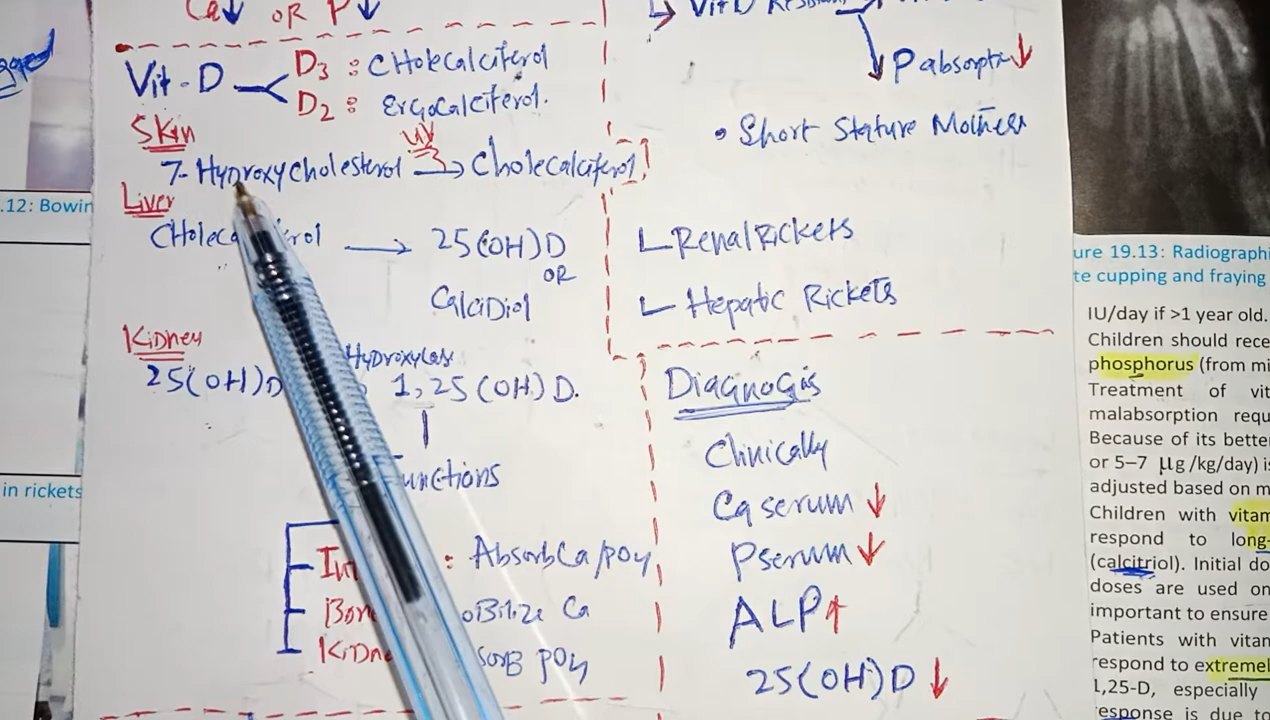 Ca↓ OR P↓
Vit-D
D3 : CHolecalciferol
D2 : Ergocalciferol.
Skin
UV
7-HydroxyCholesterol → Cholecalciferol
Liver
→ 25(OH)D
OR
CalciDiol
Kidney
Hydroxylase
25(OH)D 1,25(OH)D.
Functions
: Absorb Ca/PO4
Ca
PO4
Vit D
P absorption ↓
• Short Stature Mother
Renal Rickets
Hepatic Rickets
Diagnosis
Clinically
Ca serum ↓
P serum ↓
ALP↑
25(OH)D ↓
.12: Bowin
in rickets
ure 19.13: Radiographi
te cupping and fraying
IU/day if >1 year old.
Children should rece
phosphorus (from mi
Treatment of vit
malabsorption requ
Because of its better
or 5–7 µg/kg/day) is
adjusted based on m
Children with vitam
respond to long-
(calcitriol). Initial do
doses are used on
important to ensure
Patients with vitam
respond to extremel
1,25-D, especially
response is due to